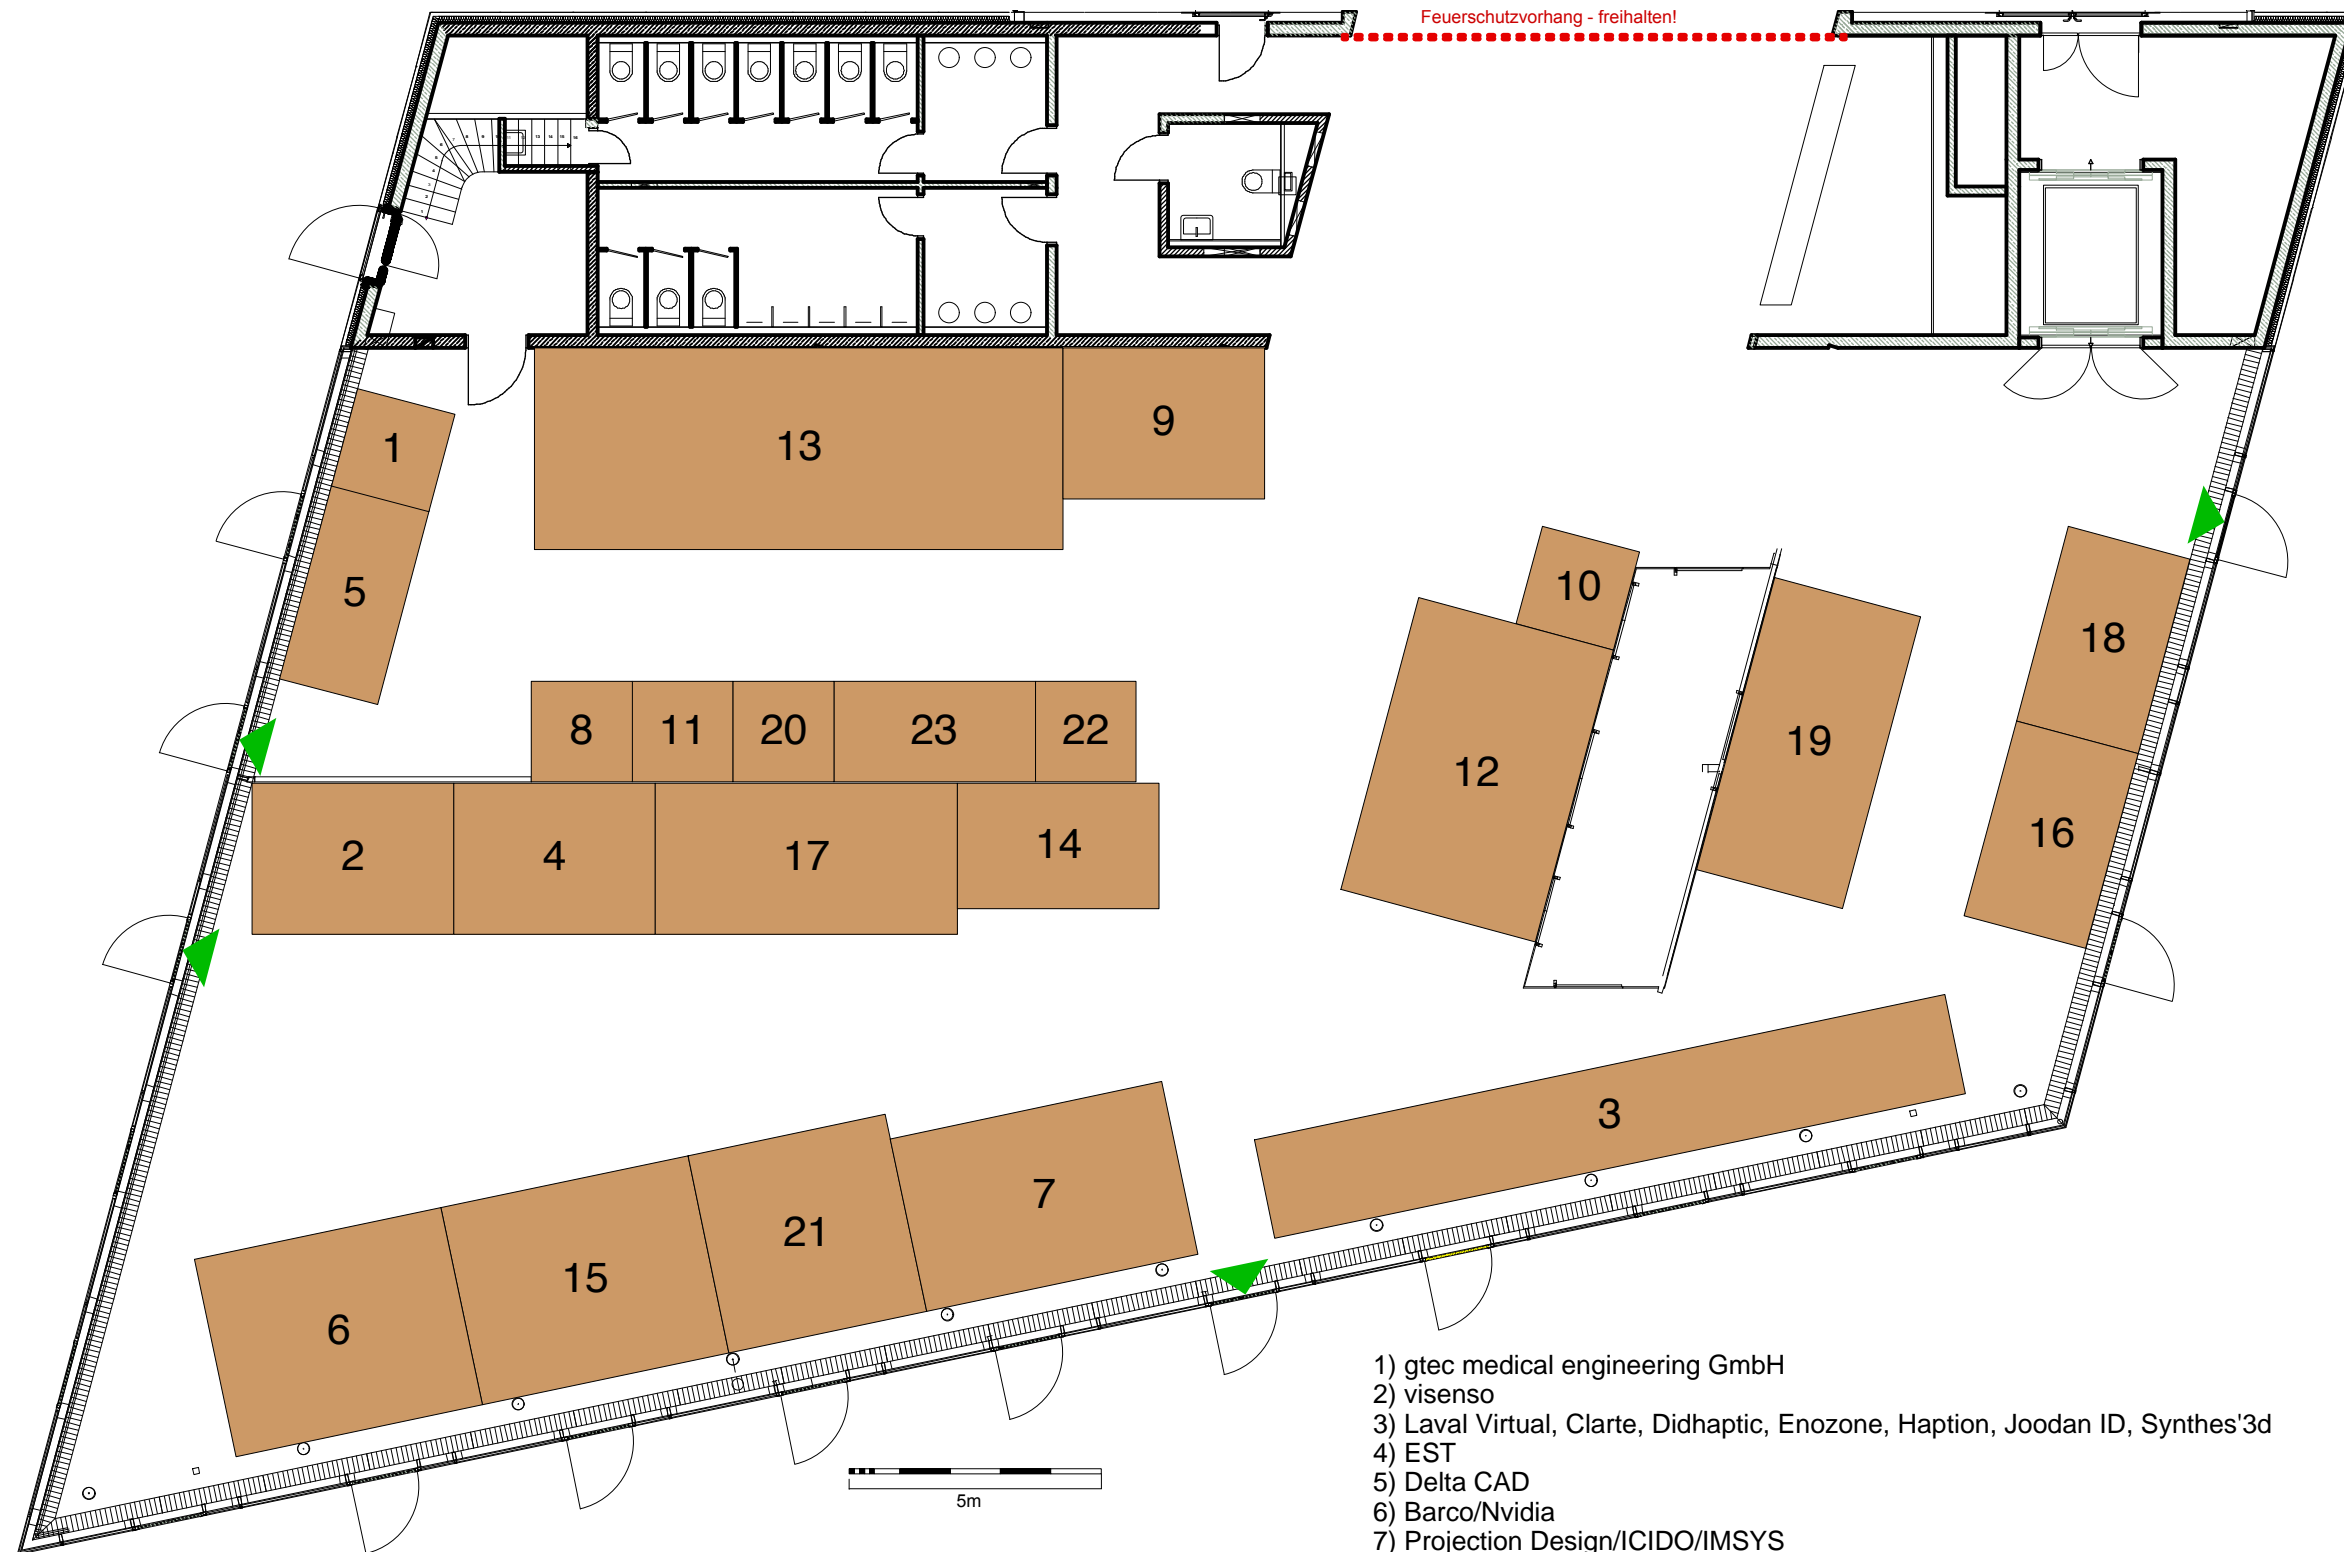 Feuerschutzvorhang - freihalten!
1
13
9
5
10
18
8
11
20
23
22
12
19
16
2
4
17
14
3
7
21
15
6
5m
1) gtec medical engineering GmbH
2) visenso
3) Laval Virtual, Clarte, Didhaptic, Enozone, Haption, Joodan ID, Synthes'3d
4) EST
5) Delta CAD
6) Barco/Nvidia
7) Projection Design/ICIDO/IMSYS